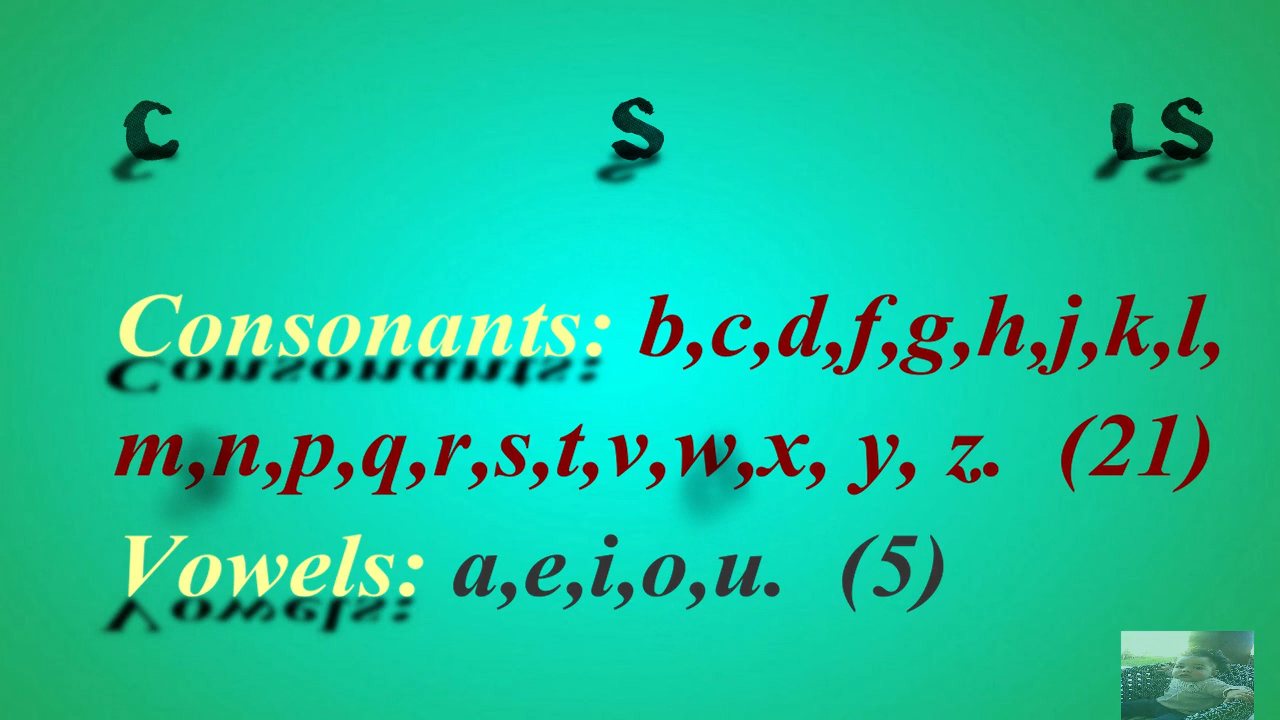 C S LS
Consonants: b,c,d,f,g,h,j,k,l,
m,n,p,q,r,s,t,v,w,x, y, z. (21)
Vowels: a,e,i,o,u. (5)